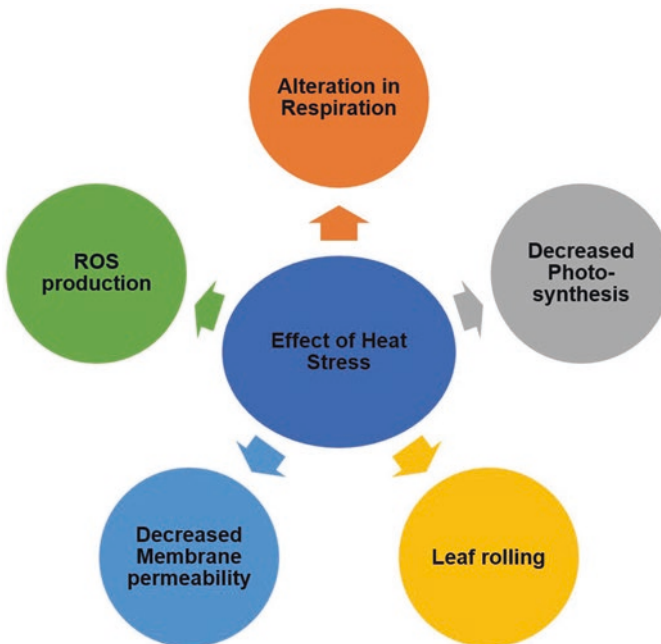 Alteration in
Respiration
ROS
production
Decreased
Photo-
synthesis
Effect of Heat
Stress
Decreased
Membrane
permeability
Leaf rolling